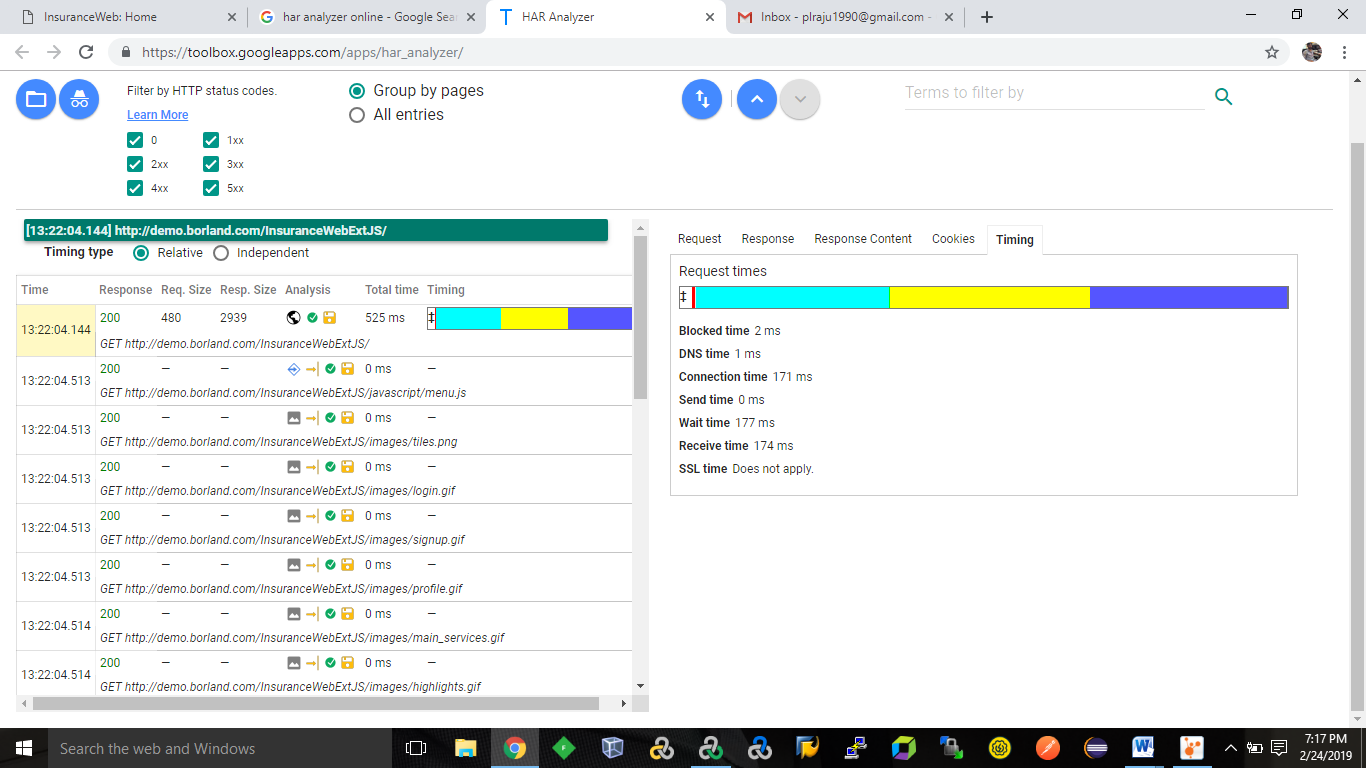 InsuranceWeb: Home
har analyzer online - Google Sea
HAR Analyzer
Inbox - plraju1990@gmail.com -
https://toolbox.googleapps.com/apps/har_analyzer/
Filter by HTTP status codes.
Learn More
0 1xx
2xx 3xx
4xx 5xx
Group by pages
All entries
Terms to filter by
[13:22:04.144] http://demo.borland.com/InsuranceWebExtJS/
Timing type Relative Independent
Time Response Req. Size Resp. Size Analysis Total time Timing
13:22:04.144 200 480 2939 525 ms
GET http://demo.borland.com/InsuranceWebExtJS/
13:22:04.513 200 — — 0 ms —
GET http://demo.borland.com/InsuranceWebExtJS/javascript/menu.js
13:22:04.513 200 — — 0 ms —
GET http://demo.borland.com/InsuranceWebExtJS/images/tiles.png
13:22:04.513 200 — — 0 ms —
GET http://demo.borland.com/InsuranceWebExtJS/images/login.gif
13:22:04.513 200 — — 0 ms —
GET http://demo.borland.com/InsuranceWebExtJS/images/signup.gif
13:22:04.513 200 — — 0 ms —
GET http://demo.borland.com/InsuranceWebExtJS/images/profile.gif
13:22:04.514 200 — — 0 ms —
GET http://demo.borland.com/InsuranceWebExtJS/images/main_services.gif
13:22:04.514 200 — — 0 ms —
GET http://demo.borland.com/InsuranceWebExtJS/images/highlights.gif
Request Response Response Content Cookies Timing
Request times
‡
Blocked time 2 ms
DNS time 1 ms
Connection time 171 ms
Send time 0 ms
Wait time 177 ms
Receive time 174 ms
SSL time Does not apply.
Search the web and Windows
7:17 PM
2/24/2019